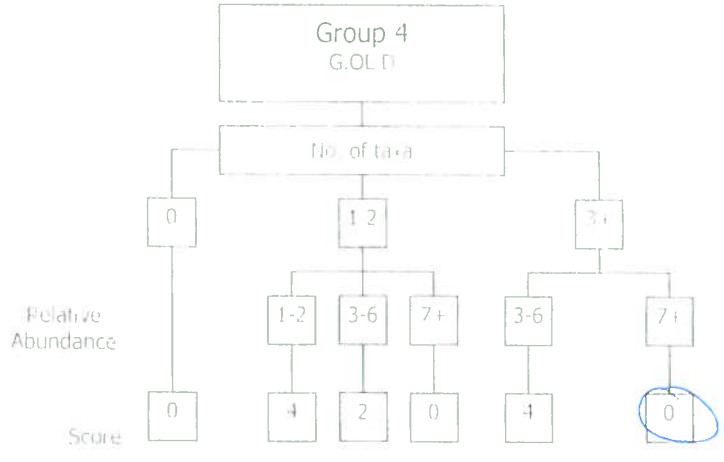 Group 4
G.OL.D
No. of taxa
0 1-2 3+
Relative
Abundance
1-2 3-6 7+ 3-6 7+
Score
0 4 2 0 4 0